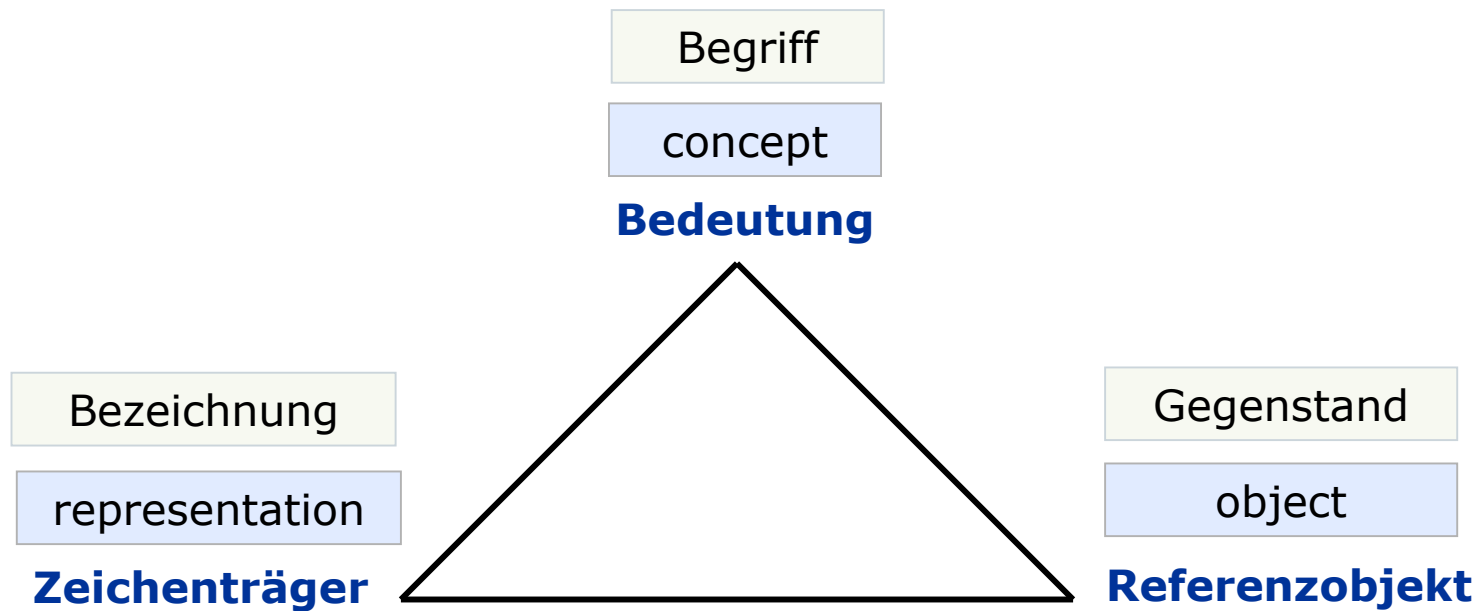 Begriff
concept
Bedeutung
Bezeichnung
representation
Zeichenträger
Gegenstand
object
Referenzobjekt